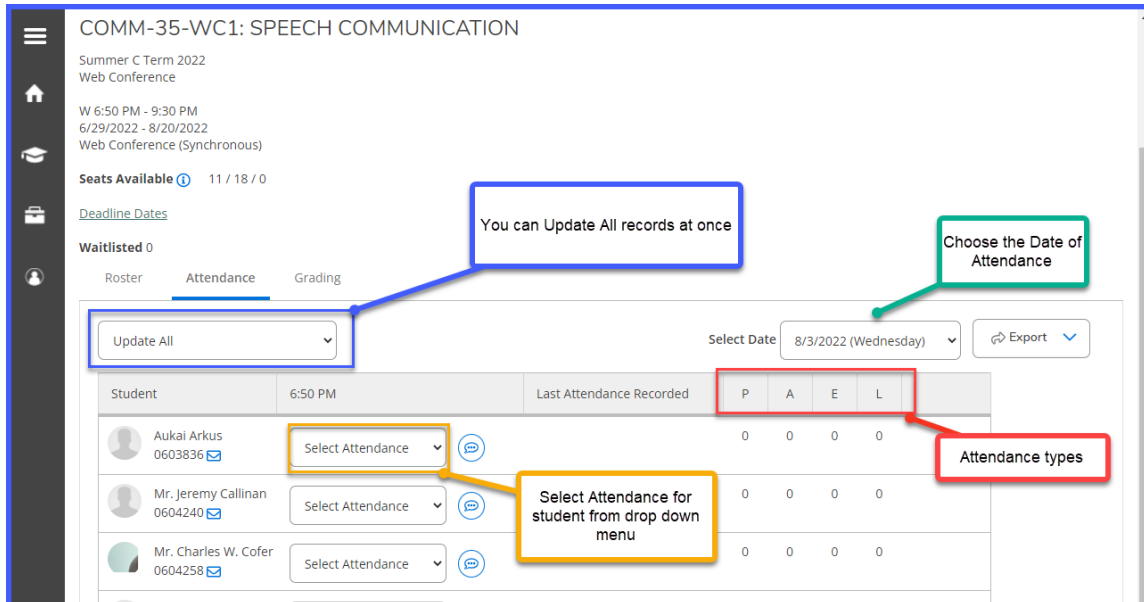 COMM-35-WC1: SPEECH COMMUNICATION
Summer C Term 2022
Web Conference
W 6:50 PM - 9:30 PM
6/29/2022 - 8/20/2022
Web Conference (Synchronous)
Seats Available 11 / 18 / 0
Deadline Dates
Waitlisted 0
You can Update All records at once
Choose the Date of
Attendance
Roster Attendance Grading
Update All
Select Date 8/3/2022 (Wednesday) Export
Student 6:50 PM Last Attendance Recorded P A E L
Aukai Arkus
0603836
Select Attendance 0 0 0 0
Attendance types
Mr. Jeremy Callinan
0604240
Select Attendance 0 0 0 0
Select Attendance for
student from drop down
menu
Mr. Charles W. Cofer
0604258
Select Attendance 0 0 0 0